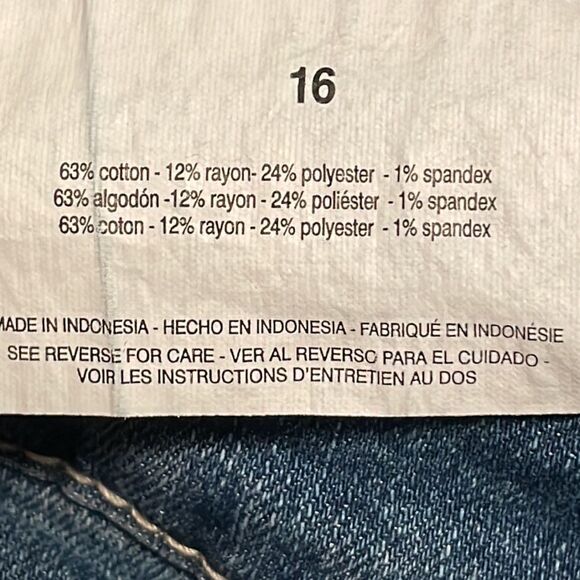 16
63% cotton - 12% rayon- 24% polyester - 1% spandex
63% algodón -12% rayon - 24% poliéster - 1% spandex
63% coton - 12% rayon - 24% polyester - 1% spandex
MADE IN INDONESIA - HECHO EN INDONESIA - FABRIQUÉ EN INDONÉSIE
SEE REVERSE FOR CARE - VER AL REVERSO PARA EL CUIDADO -
VOIR LES INSTRUCTIONS D'ENTRETIEN AU DOS